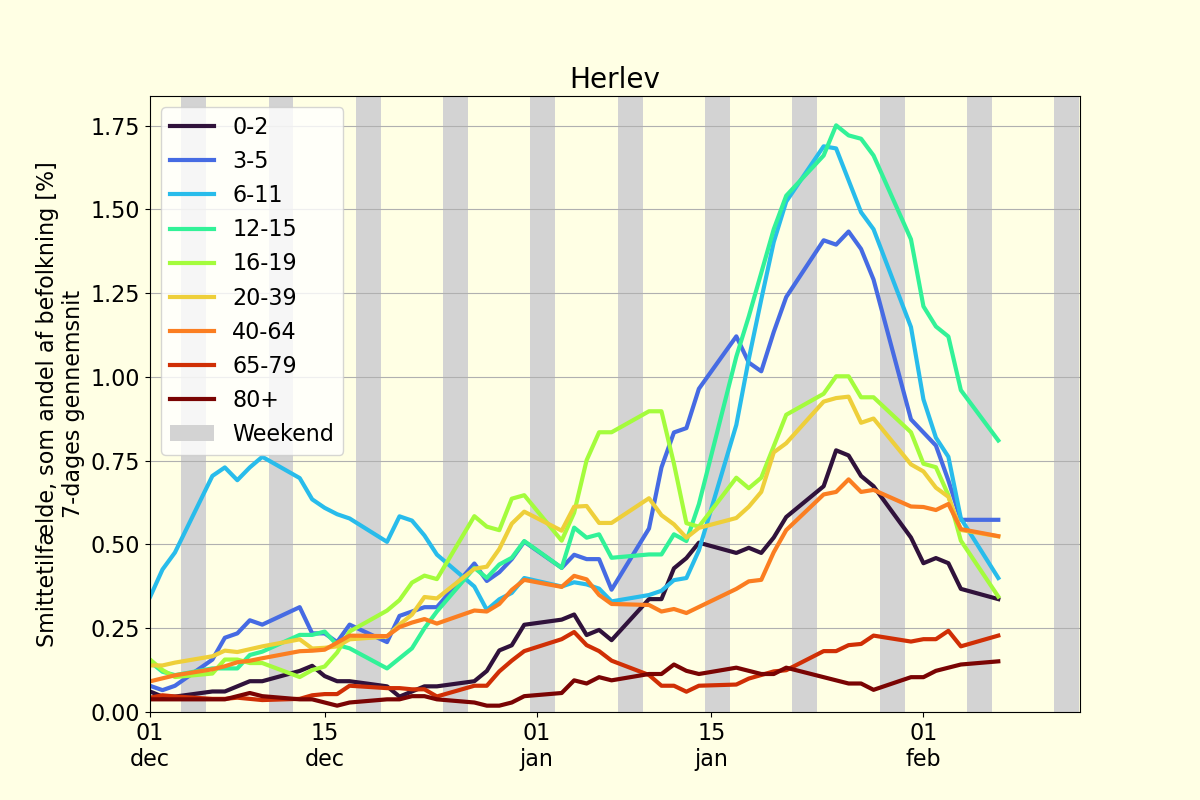 Herlev
Smittetilfælde, som andel af befolkning [%]
7-dages gennemsnit
1.75
1.50
1.25
1.00
0.75
0.50
0.25
0.00
0-2
3-5
6-11
12-15
16-19
20-39
40-64
65-79
80+
Weekend
01 15 01 15 01
dec dec jan jan feb